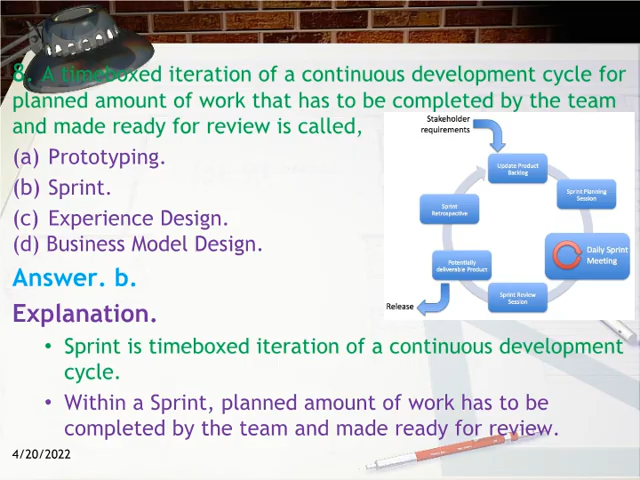 8. A timeboxed iteration of a continuous development cycle for
planned amount of work that has to be completed by the team
and made ready for review is called,
(a) Prototyping.
(b) Sprint.
(c) Experience Design.
(d) Business Model Design.
Answer. b.
Explanation.
• Sprint is timeboxed iteration of a continuous development
cycle.
• Within a Sprint, planned amount of work has to be
completed by the team and made ready for review.
4/20/2022
Stakeholder
requirements
Update Product
Backlog
Sprint Planning
Session
Daily Sprint
Meeting
Sprint Review
Session
Potentially
deliverable Product
Release
Sprint
Retrospective